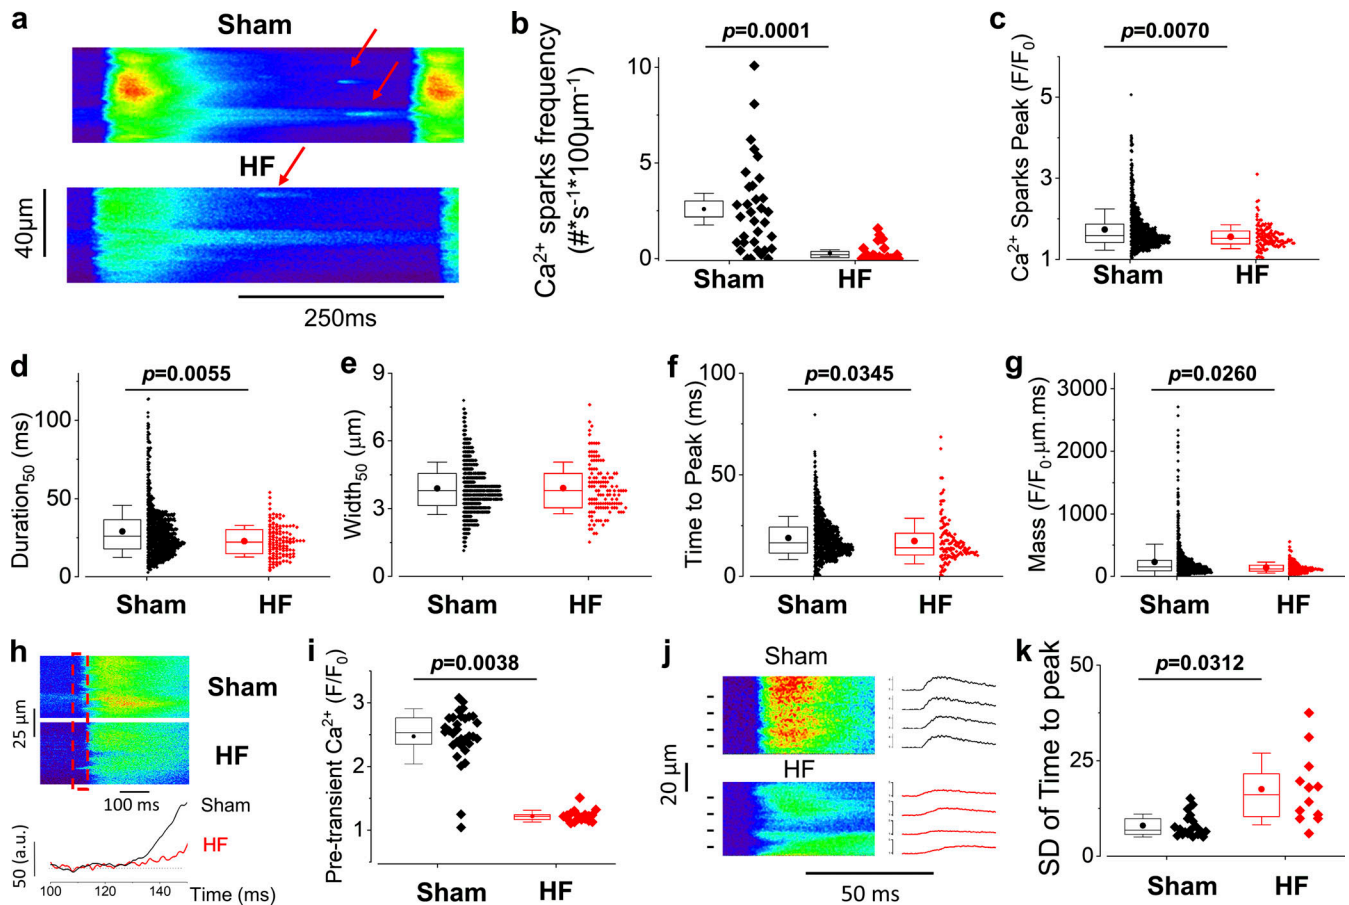 a
Sham
HF
40μm
250ms
b
p=0.0001
Ca²⁺ sparks frequency
(#*s⁻¹*100μm⁻¹)
10
5
0
Sham
HF
c
p=0.0070
Ca²⁺ Sparks Peak (F/F₀)
5
3
1
Sham
HF
d
p=0.0055
Duration₅₀ (ms)
100
50
0
Sham
HF
e
Width₅₀ (μm)
9
6
3
0
Sham
HF
f
p=0.0345
Time to Peak (ms)
100
50
0
Sham
HF
g
p=0.0260
Mass (F/F₀.μm.ms)
3000
2000
1000
0
Sham
HF
h
Sham
HF
25 μm
100 ms
Sham
HF
50 (a.u.)
100
120
140
Time (ms)
i
p=0.0038
Pre-transient Ca²⁺ (F/F₀)
3
2
1
Sham
HF
j
Sham
HF
20 μm
50 ms
k
p=0.0312
SD of Time to peak
50
25
0
Sham
HF